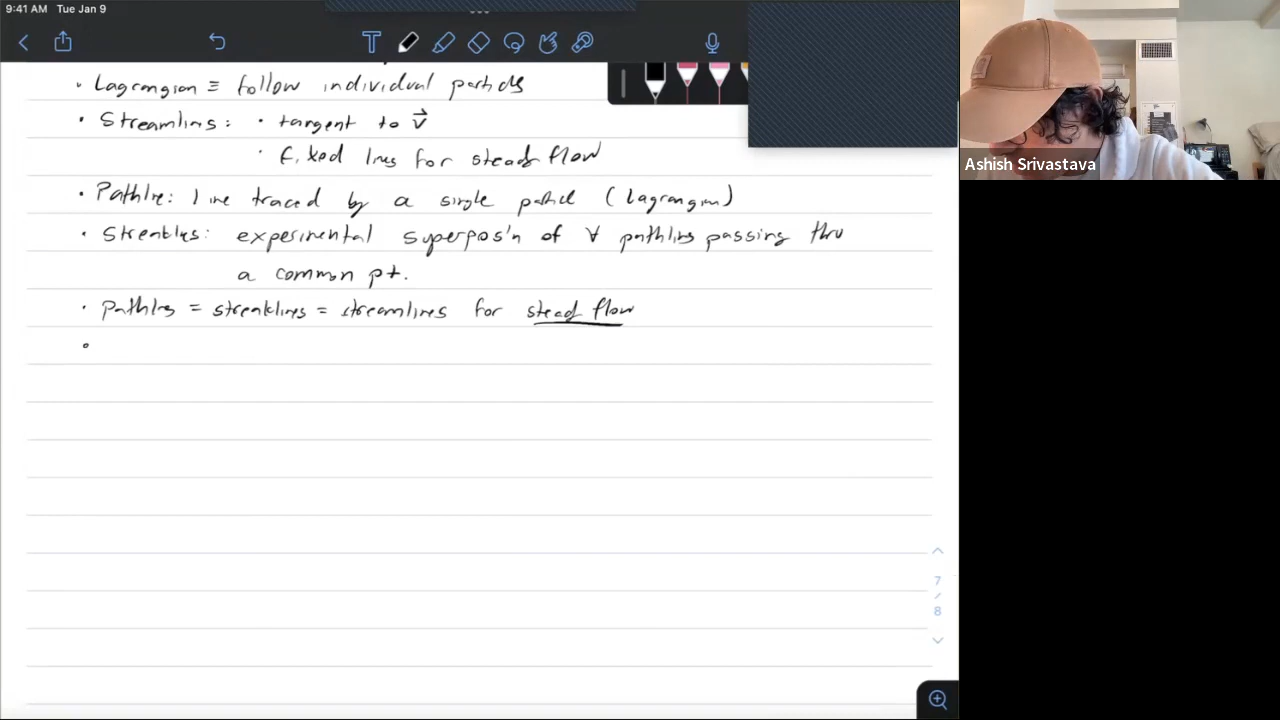 9:41 AM Tue Jan 9
• Lagrangian ≡ follow individual particles
• Streamlines: • tangent to v⃗
• fixed lines for steady flow
• Pathline: line traced by a single particle (Lagrangian)
• Streaklines: experimental superpos'n of ∀ pathlines passing thru
a common pt.
• pathlines = streaklines = streamlines for steady flow
•
7
/
8
Ashish Srivastava